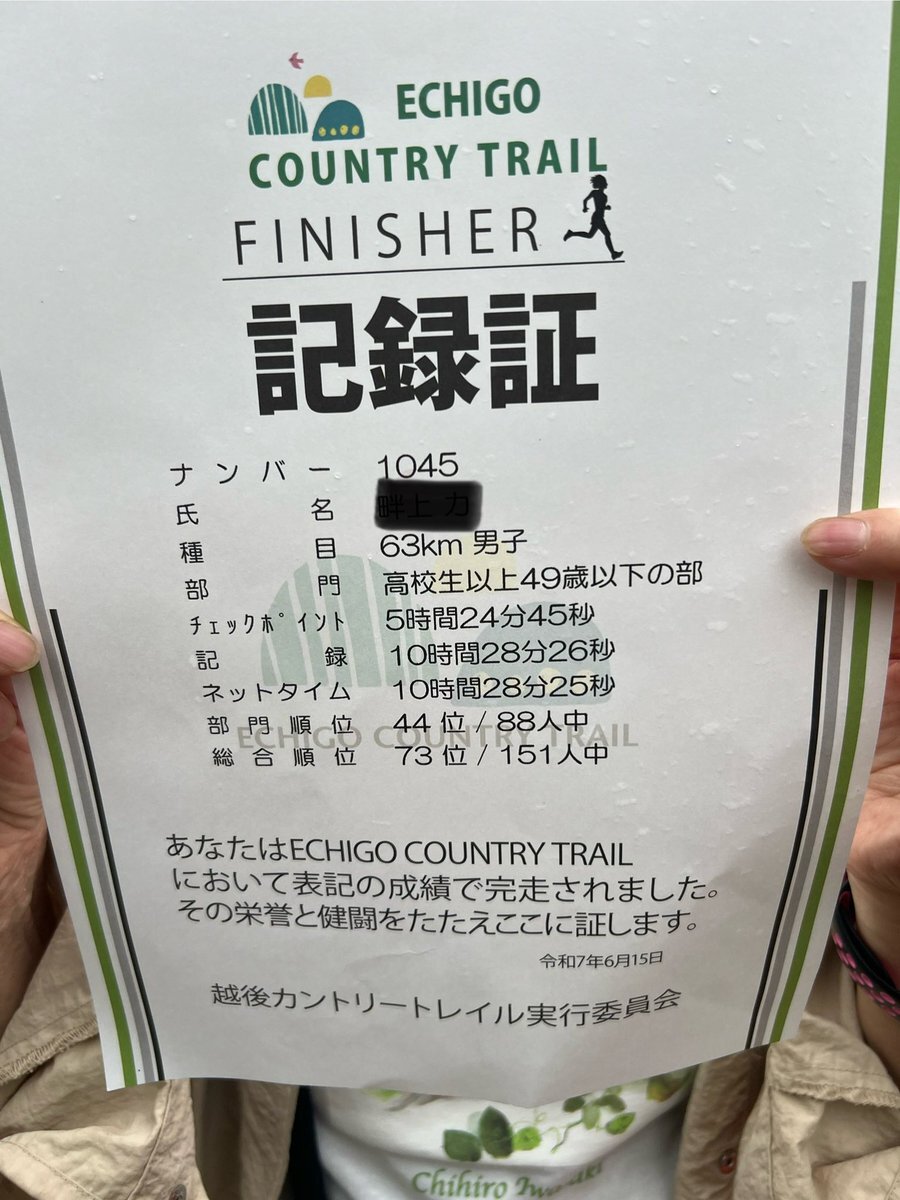 ECHIGO
COUNTRY TRAIL
FINISHER
記録証
ナンバー 1045
氏名
種目 63km 男子
部門 高校生以上49歳以下の部
ﾁｪｯｸﾎﾟｲﾝﾄ 5時間24分45秒
記録 10時間28分26秒
ネットタイム 10時間28分25秒
部門順位 44 位 / 88人中
総合順位 73 位 / 151人中
ECHIGO COUNTRY TRAIL
あなたはECHIGO COUNTRY TRAIL
において表記の成績で完走されました。
その栄誉と健闘をたたえここに証します。
令和7年6月15日
越後カントリートレイル実行委員会
Chihiro